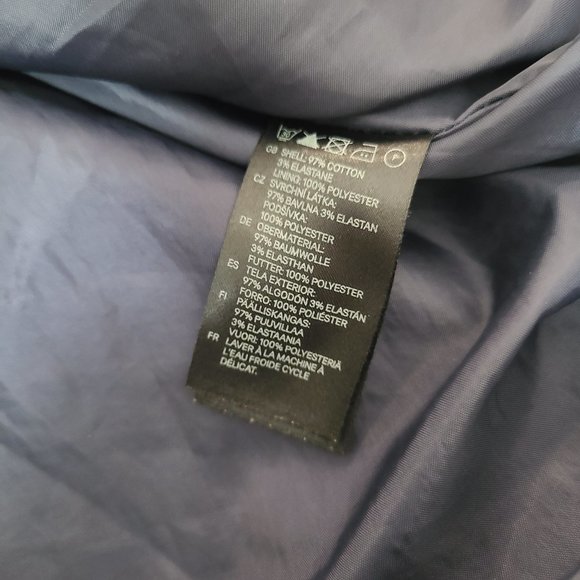 GB SHELL: 97% COTTON
3% ELASTANE
LINING: 100% POLYESTER
CZ SVRCHNÍ LÁTKA:
97% BAVLNA 3% ELASTAN
PODŠÍVKA:
100% POLYESTER
DE OBERMATERIAL:
97% BAUMWOLLE
3% ELASTHAN
FUTTER: 100% POLYESTER
ES TELA EXTERIOR:
97% ALGODÓN 3% ELASTÁN
FORRO: 100% POLIÉSTER
FI PÄÄLLISKANGAS:
97% PUUVILLAA
3% ELASTAANIA
VUORI: 100% POLYESTERIÄ
FR LAVER À LA MACHINE À
L'EAU FROIDE CYCLE
DÉLICAT.